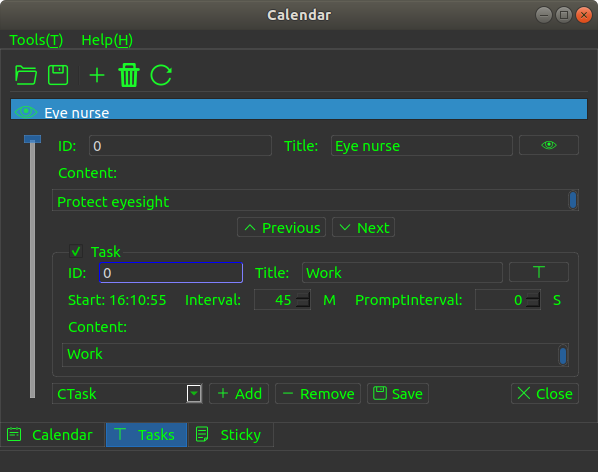 Calendar
Tools(T) Help(H)
Eye nurse
ID: 0 Title: Eye nurse
Content:
Protect eyesight
Previous Next
Task
ID: 0 Title: Work
Start: 16:10:55 Interval: 45 M PromptInterval: 0 S
Content:
Work
CTask Add Remove Save Close
Calendar Tasks Sticky